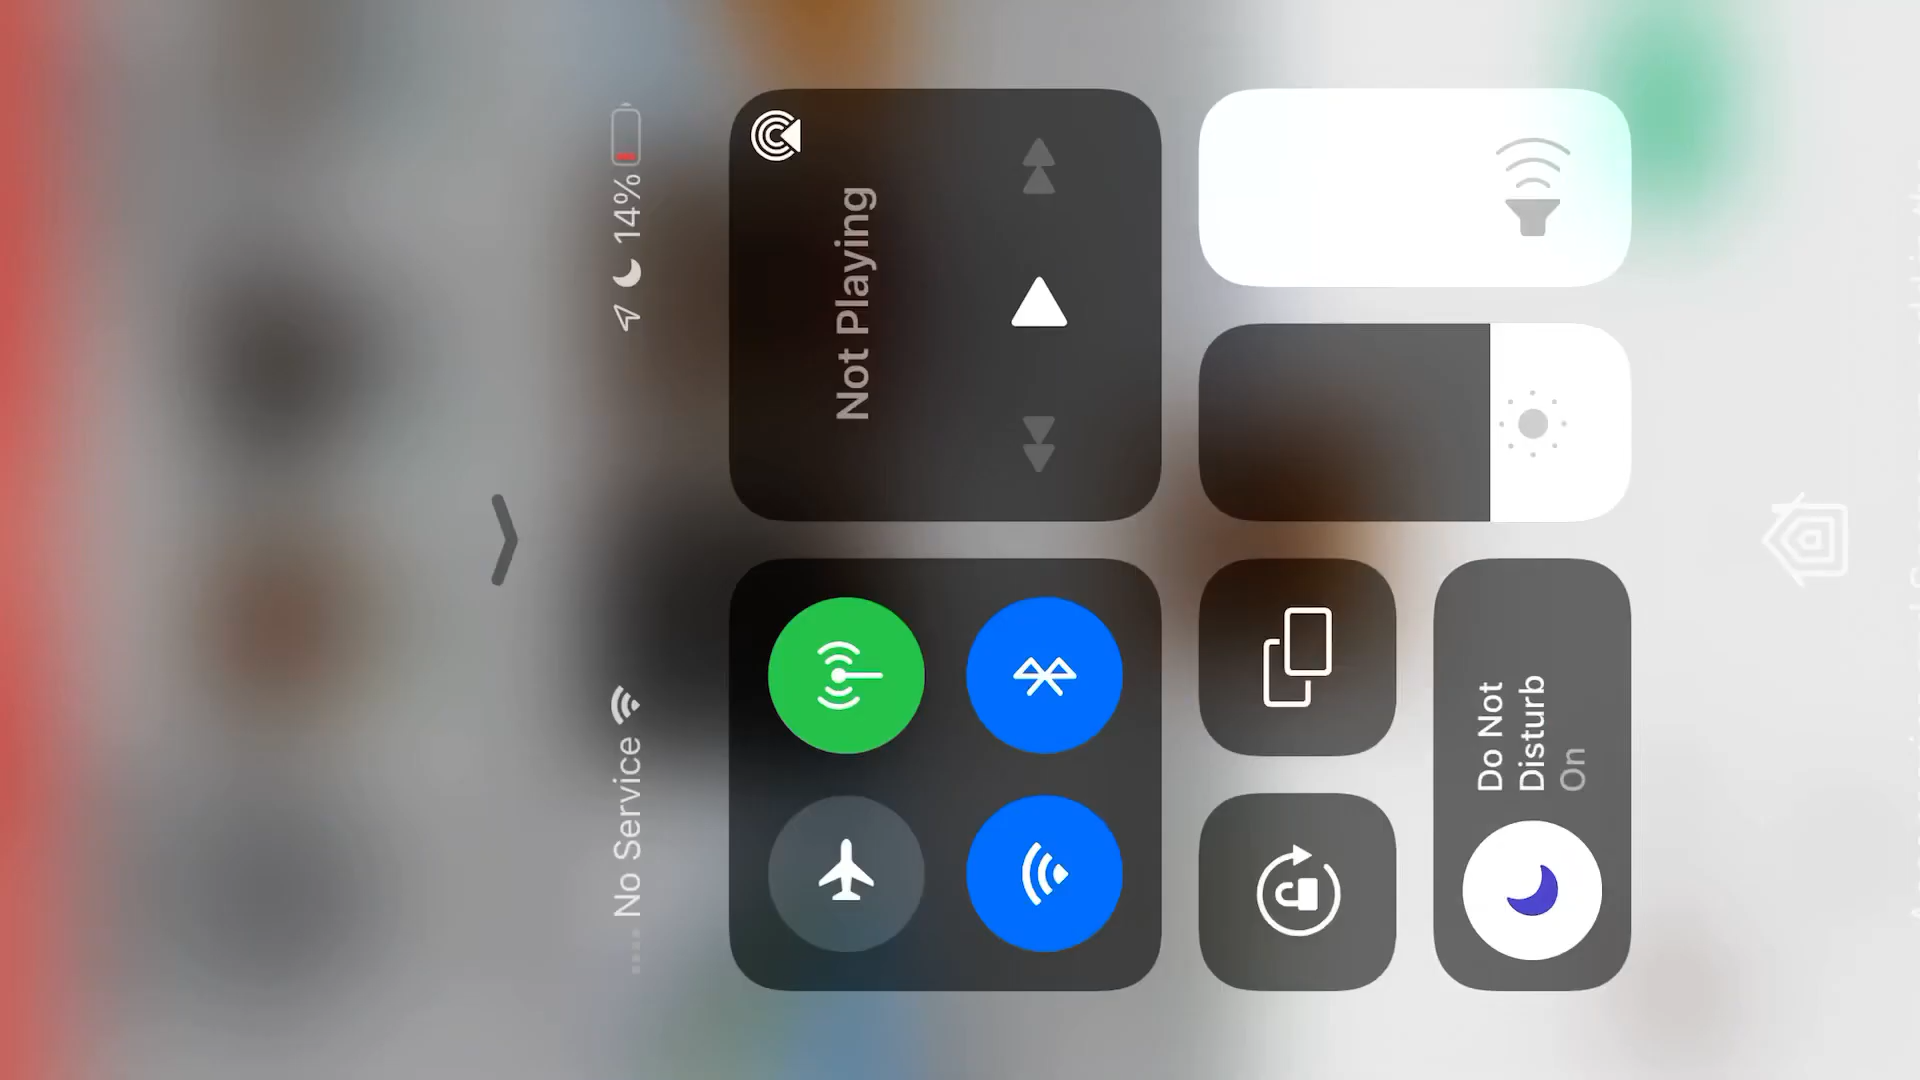 No Service
14%
Not Playing
Do Not
Disturb
On